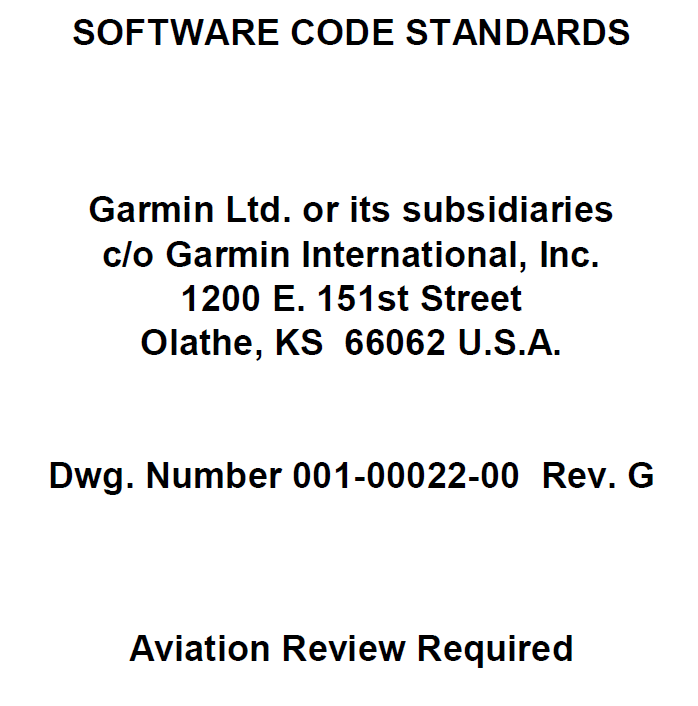 SOFTWARE CODE STANDARDS
Garmin Ltd. or its subsidiaries
c/o Garmin International, Inc.
1200 E. 151st Street
Olathe, KS  66062 U.S.A.
Dwg. Number 001-00022-00  Rev. G
Aviation Review Required